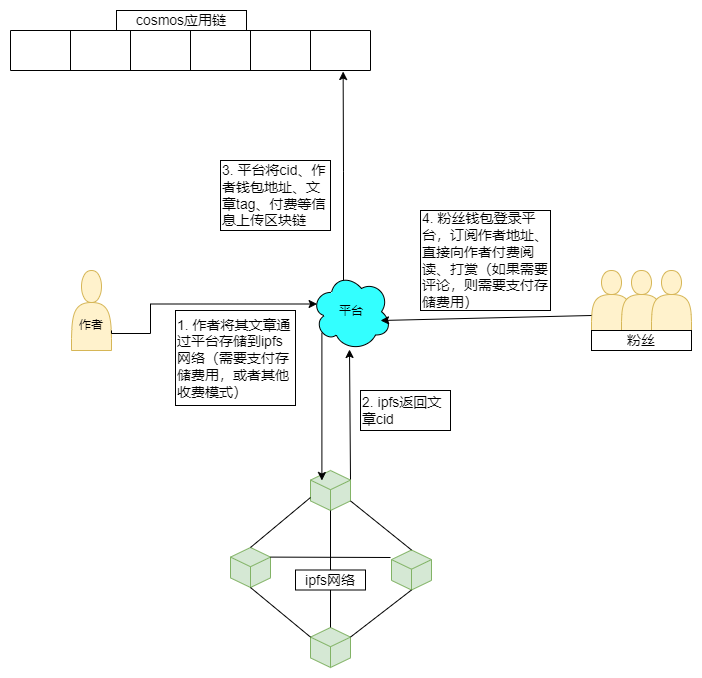 cosmos应用链
3. 平台将cid、作
者钱包地址、文
章tag、付费等信
息上传区块链
4. 粉丝钱包登录平
台，订阅作者地址、
直接向作者付费阅
读、打赏（如果需要
评论，则需要支付存
储费用）
作者
平台
1. 作者将其文章通
过平台存储到ipfs
网络（需要支付存
储费用，或者其他
收费模式）
粉丝
2. ipfs返回文
章cid
ipfs网络